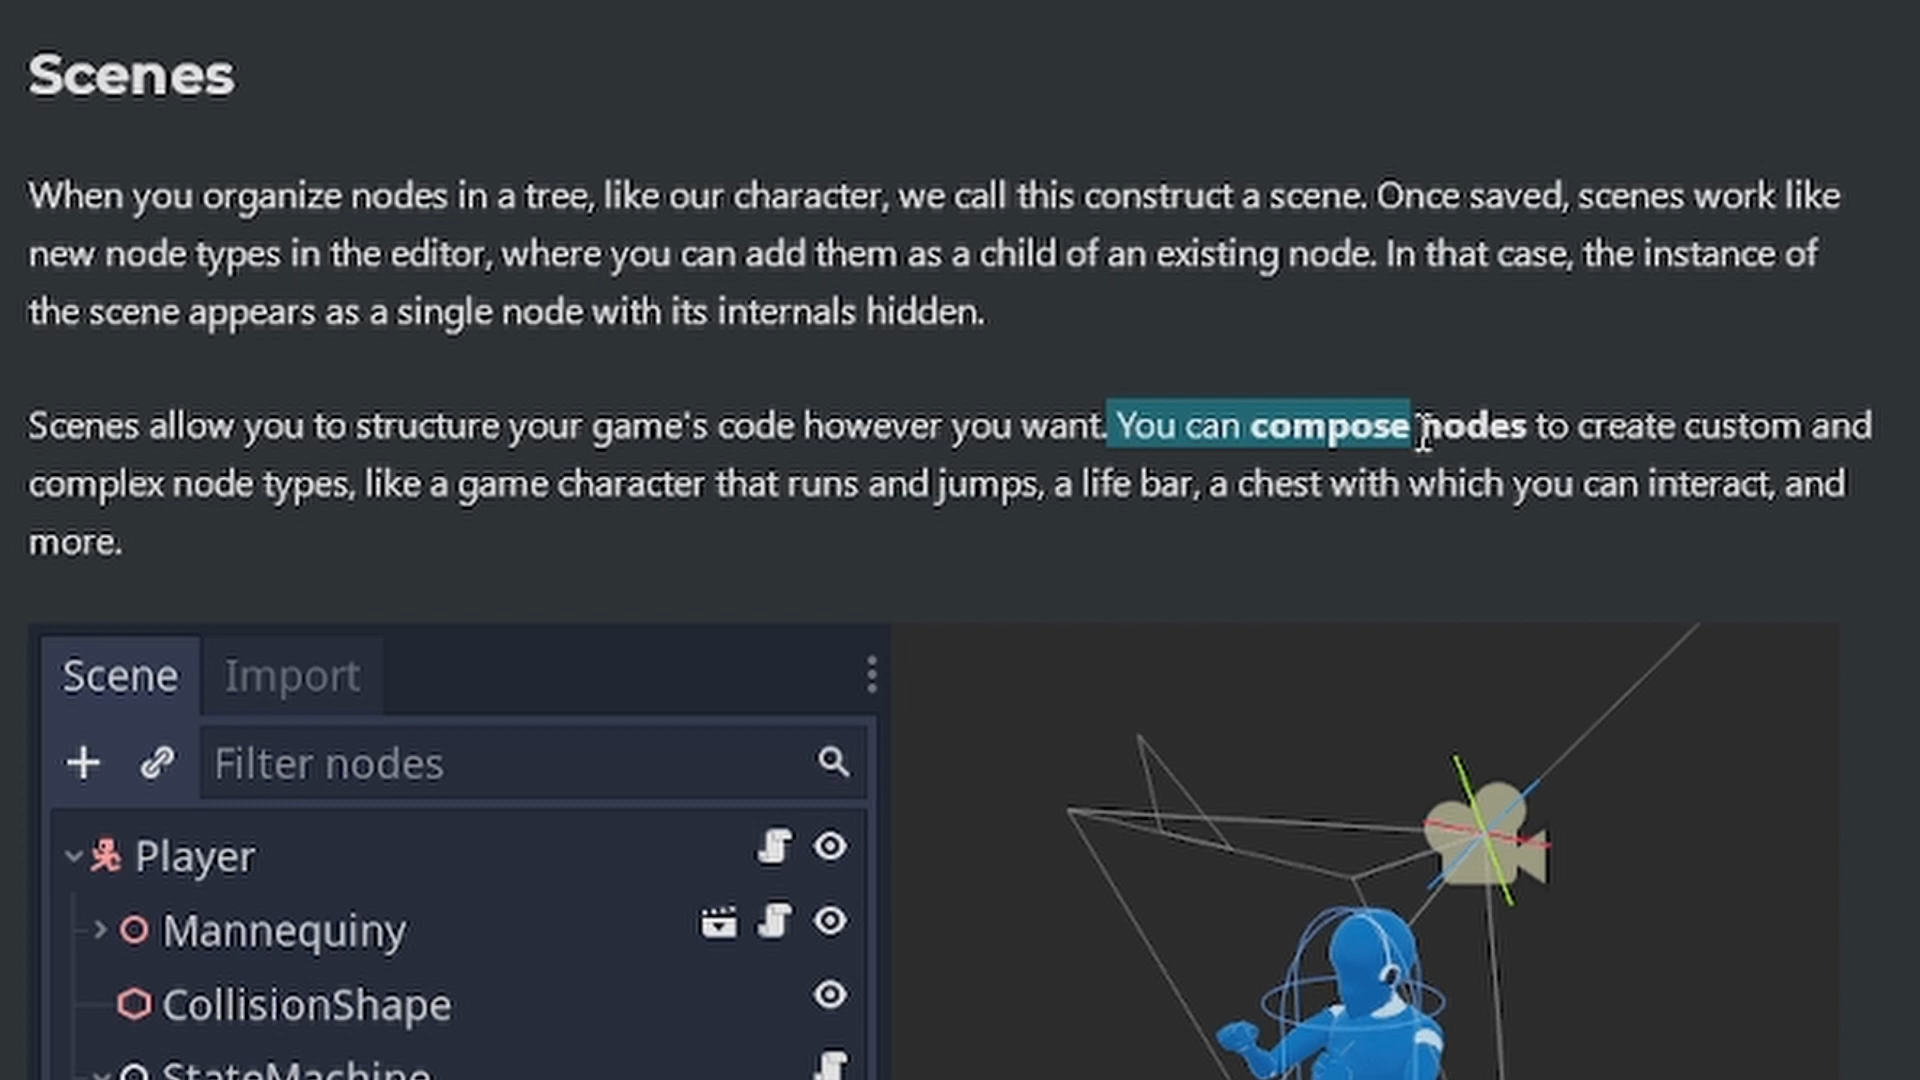 Scenes
When you organize nodes in a tree, like our character, we call this construct a scene. Once saved, scenes work like
new node types in the editor, where you can add them as a child of an existing node. In that case, the instance of
the scene appears as a single node with its internals hidden.
Scenes allow you to structure your game's code however you want. You can compose nodes to create custom and
complex node types, like a game character that runs and jumps, a life bar, a chest with which you can interact, and
more.
Scene Import
Filter nodes
Player
Mannequiny
CollisionShape
StateMachine